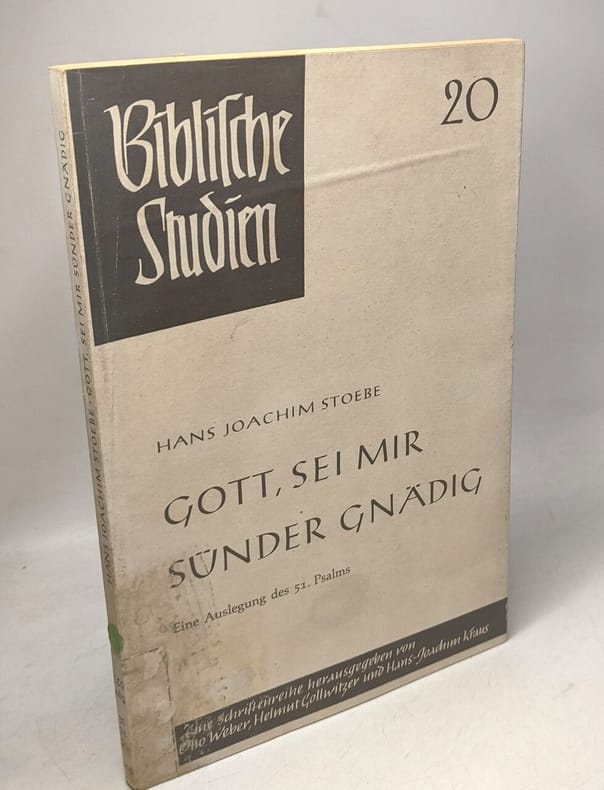 Bibliſche
Studien
20
HANS JOACHIM STOEBE
GOTT, SEI MIR
SÜNDER GNÄDIG
Eine Auslegung des 51. Psalms
Eine Schriftenreihe herausgegeben von
Otto Weber, Helmut Gollwitzer und Hans-Joachim Kraus
HANS JOACHIM STOEBE · GOTT, SEI MIR SÜNDER GNÄDIG